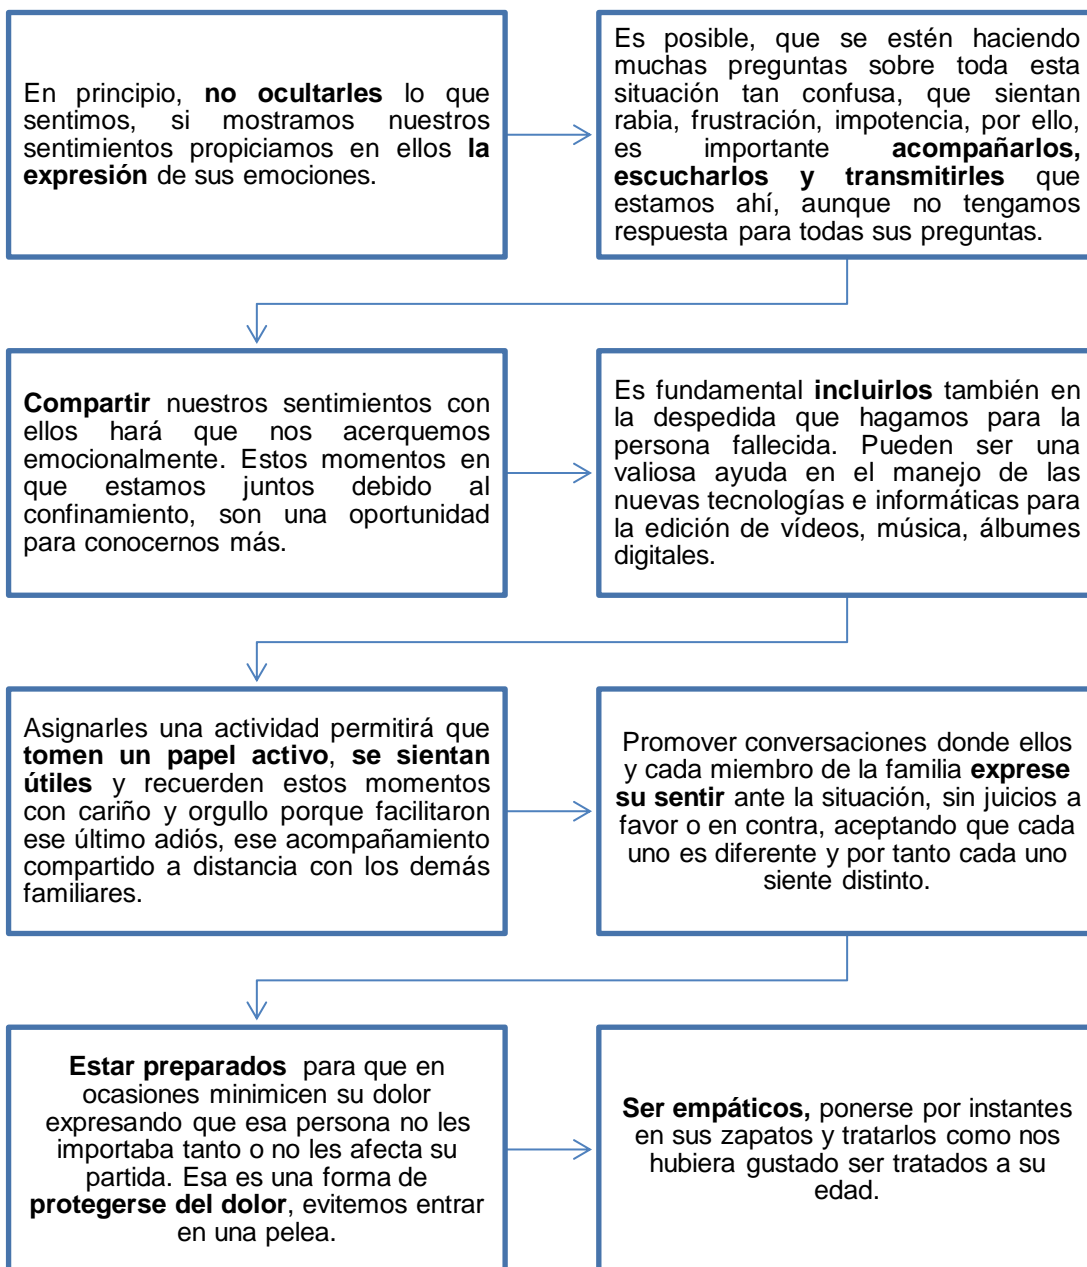 En principio, no ocultarles lo que
sentimos, si mostramos nuestros
sentimientos propiciamos en ellos la
expresión de sus emociones.
Es posible, que se estén haciendo
muchas preguntas sobre toda esta
situación tan confusa, que sientan
rabia, frustración, impotencia, por ello,
es importante acompañarlos,
escucharlos y transmitirles que
estamos ahí, aunque no tengamos
respuesta para todas sus preguntas.
Compartir nuestros sentimientos con
ellos hará que nos acerquemos
emocionalmente. Estos momentos en
que estamos juntos debido al
confinamiento, son una oportunidad
para conocernos más.
Es fundamental incluirlos también en
la despedida que hagamos para la
persona fallecida. Pueden ser una
valiosa ayuda en el manejo de las
nuevas tecnologías e informáticas para
la edición de vídeos, música, álbumes
digitales.
Asignarles una actividad permitirá que
tomen un papel activo, se sientan
útiles y recuerden estos momentos
con cariño y orgullo porque facilitaron
ese último adiós, ese acompañamiento
compartido a distancia con los demás
familiares.
Promover conversaciones donde ellos
y cada miembro de la familia exprese
su sentir ante la situación, sin juicios a
favor o en contra, aceptando que cada
uno es diferente y por tanto cada uno
siente distinto.
Estar preparados para que en
ocasiones minimicen su dolor
expresando que esa persona no les
importaba tanto o no les afecta su
partida. Esa es una forma de
protegerse del dolor, evitemos entrar
en una pelea.
Ser empáticos, ponerse por instantes
en sus zapatos y tratarlos como nos
hubiera gustado ser tratados a su
edad.